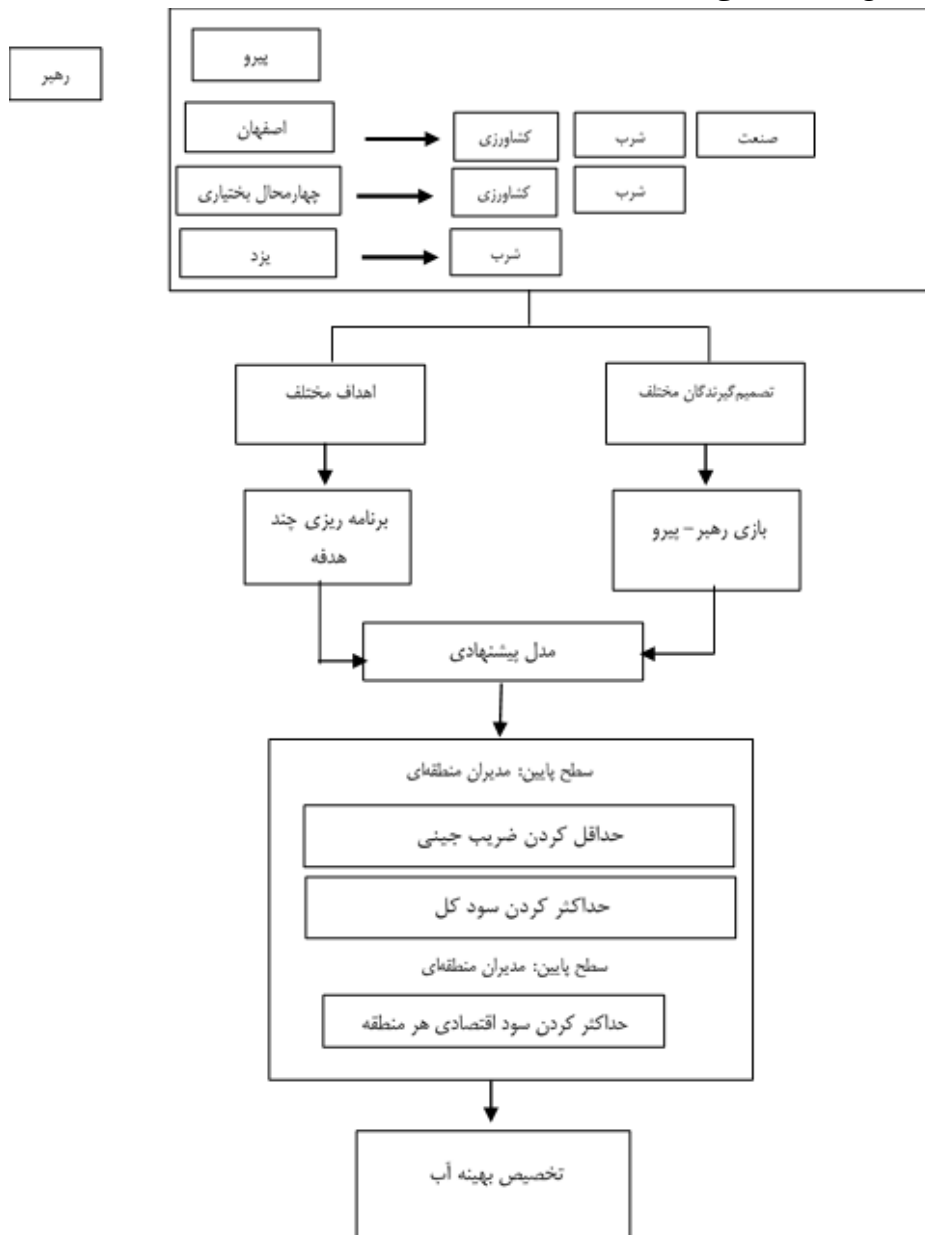 پیرو
رهبر
اصفهان
کشاورزی
شرب
صنعت
چهارمحال بختیاری
کشاورزی
شرب
یزد
شرب
تصمیم‌گیرندگان مختلف
اهداف مختلف
بازی رهبر – پیرو
برنامه ریزی چند
هدفه
مدل پیشنهادی
سطح پایین: مدیران منطقه‌ای
حداقل کردن ضریب جینی
حداکثر کردن سود کل
سطح پایین: مدیران منطقه‌ای
حداکثر کردن سود اقتصادی هر منطقه
تخصیص بهینه آب